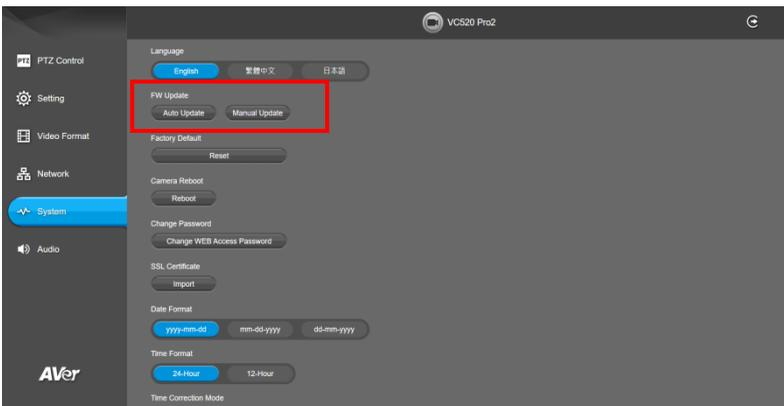 VC520 Pro2
PTZ PTZ Control
Setting
Video Format
Network
System
Audio
AVer
Language
English 繁體中文 日本語
FW Update
Auto Update Manual Update
Factory Default
Reset
Camera Reboot
Reboot
Change Password
Change WEB Access Password
SSL Certificate
Import
Date Format
yyyy-mm-dd mm-dd-yyyy dd-mm-yyyy
Time Format
24-Hour 12-Hour
Time Correction Mode